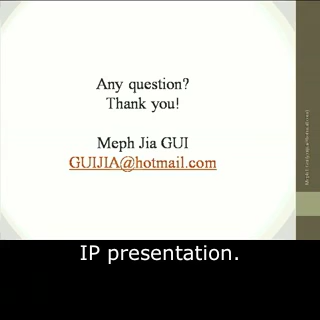 Any question?
Thank you!
Meph Jia GUI
GUIJIA@hotmail.com
IP presentation.